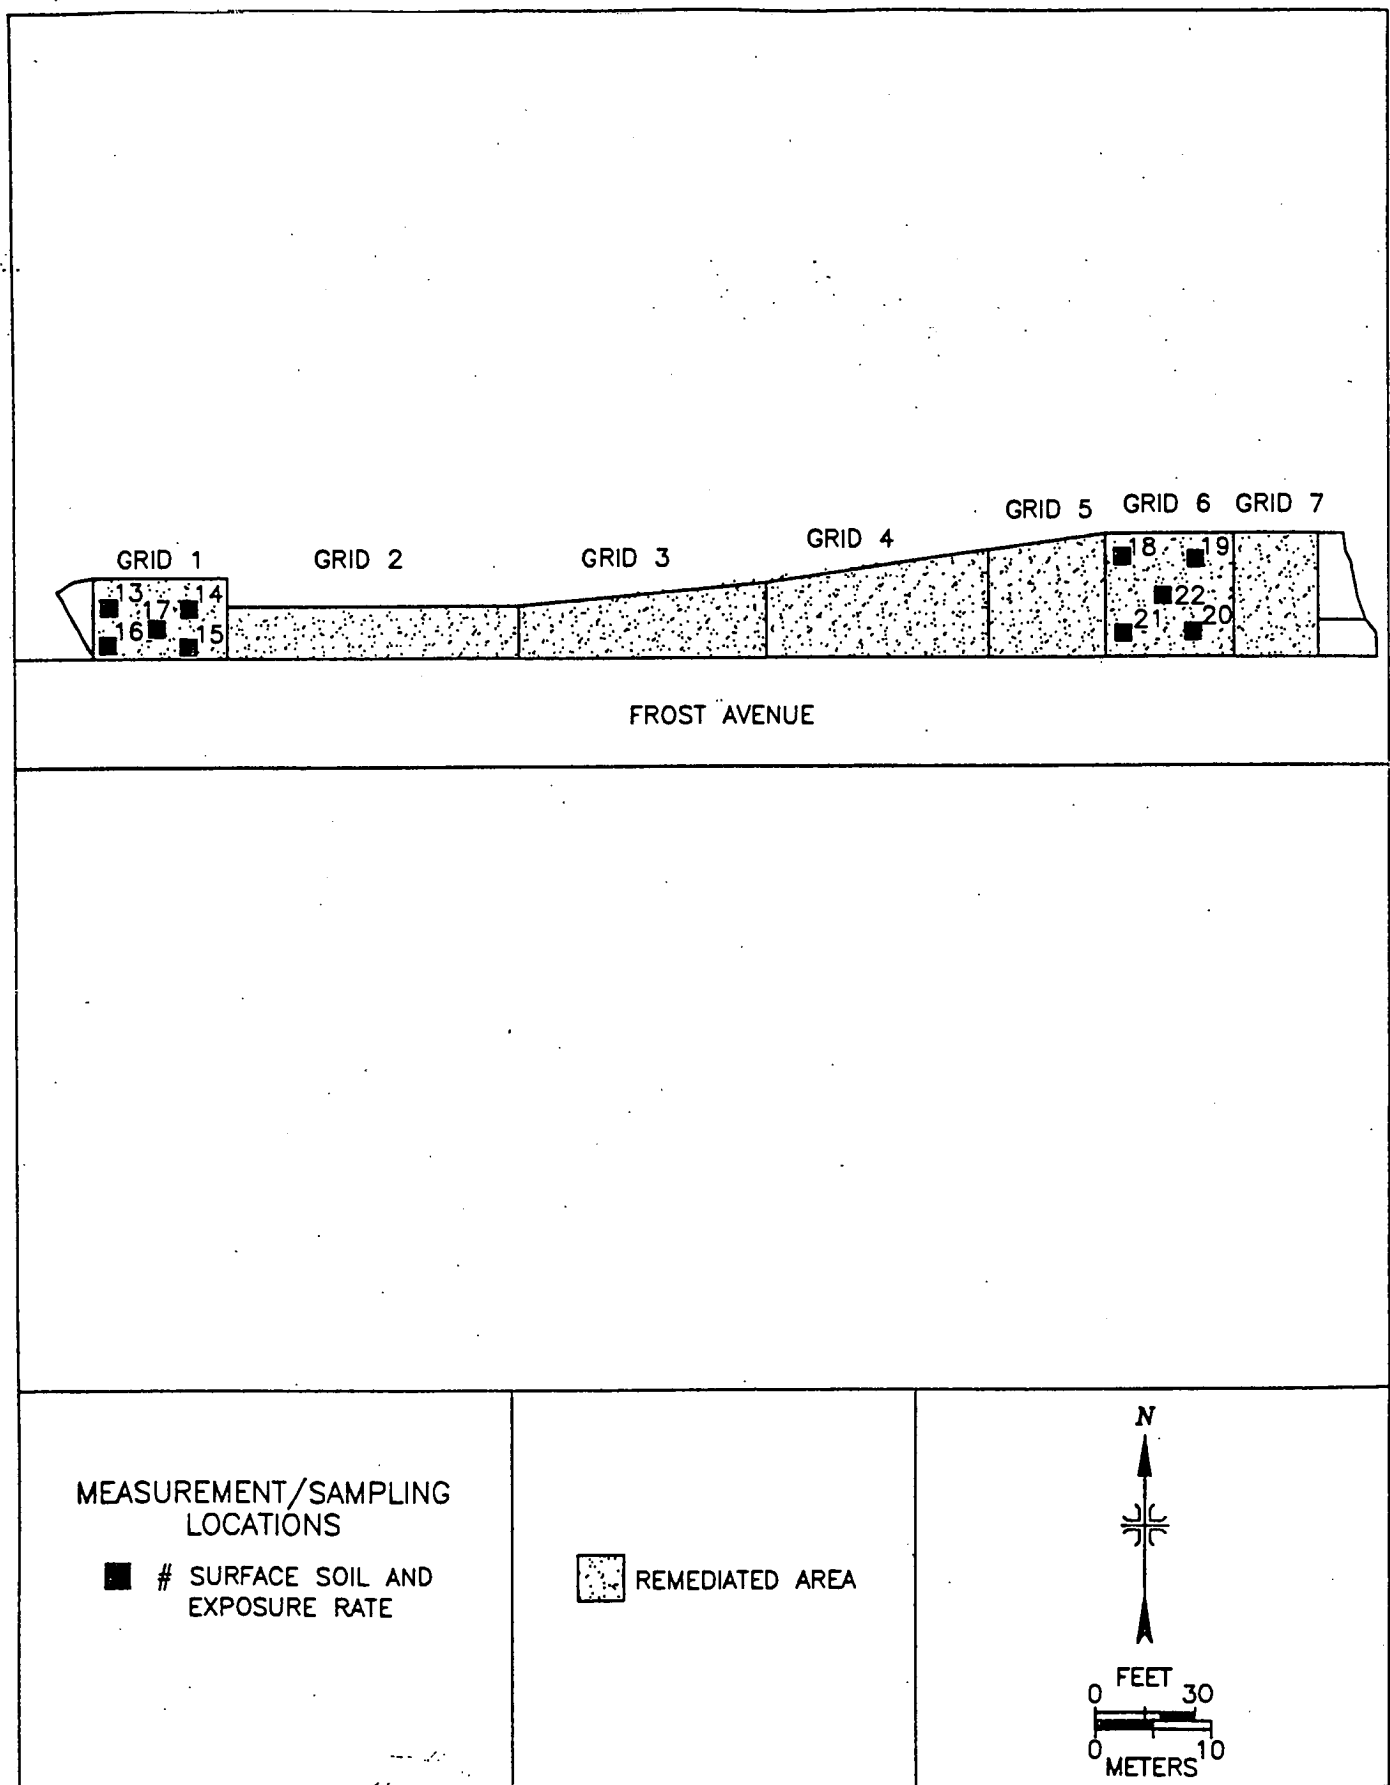 GRID 1 GRID 2 GRID 3 GRID 4 GRID 5 GRID 6 GRID 7
13 14
17
16 15
18 19
22
21 20
FROST AVENUE
MEASUREMENT/SAMPLING
LOCATIONS
# SURFACE SOIL AND
EXPOSURE RATE
REMEDIATED AREA
N
FEET
0 30
0 10
METERS